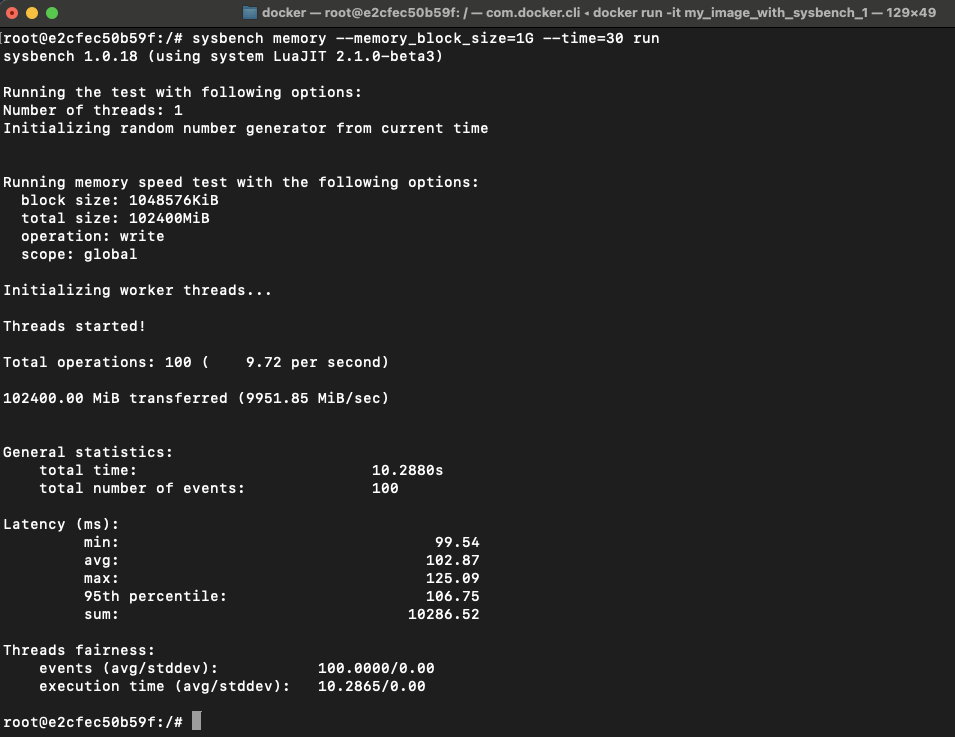 docker — root@e2cfec50b59f: / — com.docker.cli ◂ docker run -it my_image_with_sysbench_1 — 129×49
[root@e2cfec50b59f:/# sysbench memory --memory_block_size=1G --time=30 run
sysbench 1.0.18 (using system LuaJIT 2.1.0-beta3)
Running the test with following options:
Number of threads: 1
Initializing random number generator from current time
Running memory speed test with the following options:
block size: 1048576KiB
total size: 102400MiB
operation: write
scope: global
Initializing worker threads...
Threads started!
Total operations: 100 (    9.72 per second)
102400.00 MiB transferred (9951.85 MiB/sec)
General statistics:
total time: 10.2880s
total number of events: 100
Latency (ms):
min: 99.54
avg: 102.87
max: 125.09
95th percentile: 106.75
sum: 10286.52
Threads fairness:
events (avg/stddev): 100.0000/0.00
execution time (avg/stddev): 10.2865/0.00
root@e2cfec50b59f:/#